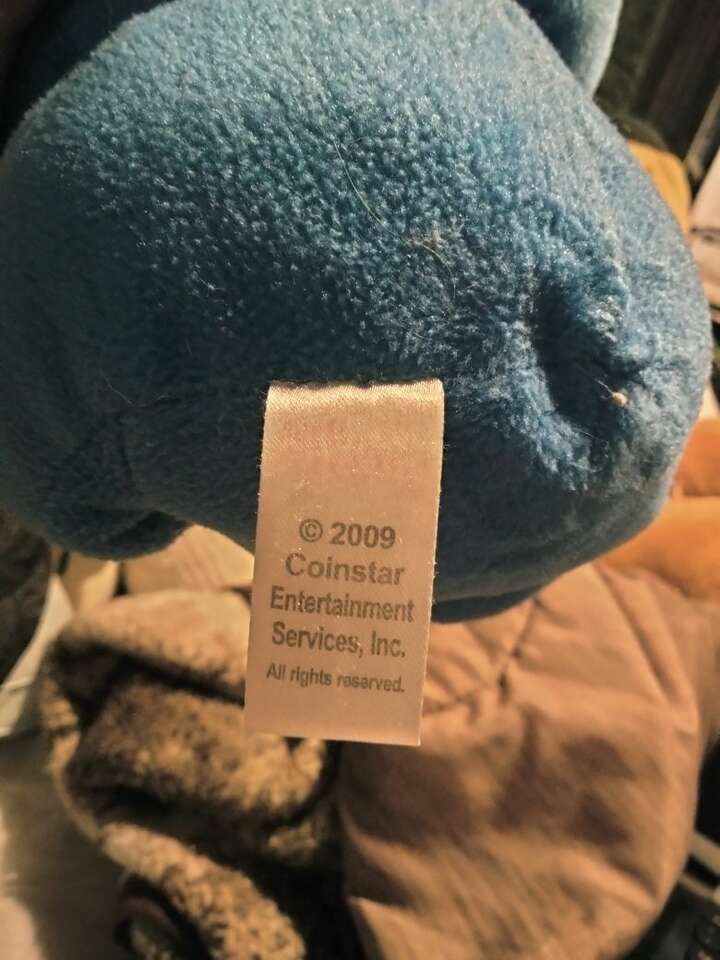 © 2009
Coinstar
Entertainment
Services, Inc.
All rights reserved.